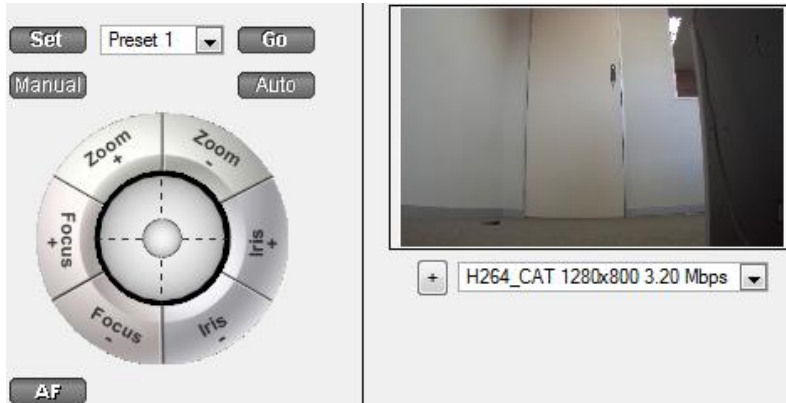 Set
Preset 1
Go
Manual
Auto
Zoom
+
Zoom
-
Focus
+
Iris
+
Focus
-
Iris
-
AF
+
H264_CAT 1280x800 3.20 Mbps